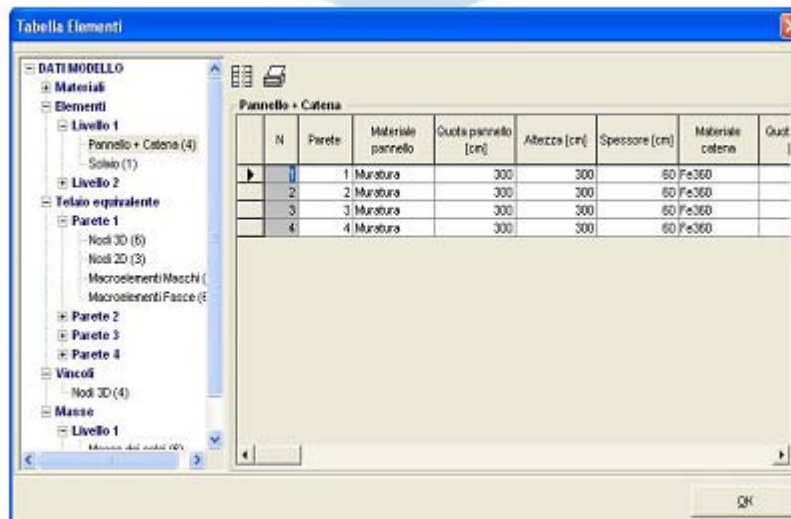 Tabella Elementi
DATI MODELLO
Materiali
Elementi
Livello 1
Pannello + Catena (4)
Solaio (1)
Livello 2
Telaio equivalente
Parete 1
Nodi 3D (6)
Nodi 2D (3)
Macroelementi Maschi (
Macroelementi Fasce (6
Parete 2
Parete 3
Parete 4
Vincoli
Nodi 3D (4)
Masse
Livello 1
Pannello + Catena
N Parete Materiale pannello Quota pannello [cm] Altezza [cm] Spessore [cm] Materiale catena Quot
1 1 Muratura 300 300 60 Fe360
2 2 Muratura 300 300 60 Fe360
3 3 Muratura 300 300 60 Fe360
4 4 Muratura 300 300 60 Fe360
OK